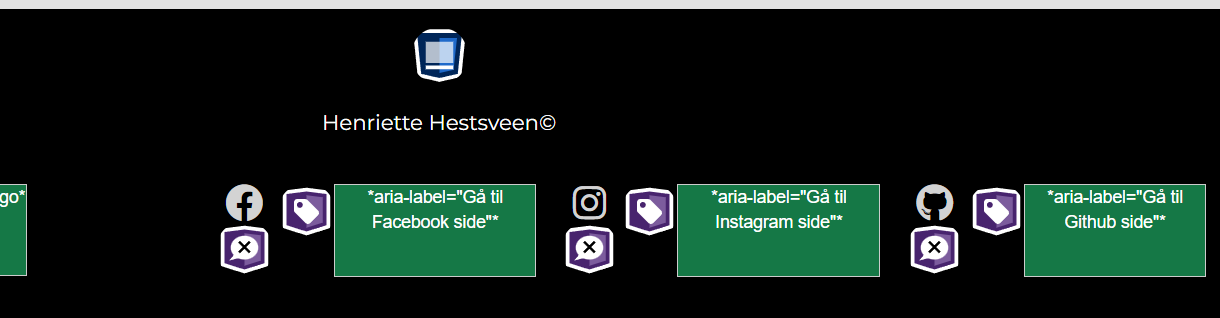 Henriette Hestsveen©
go*
*aria-label="Gå til
Facebook side"*
*aria-label="Gå til
Instagram side"*
*aria-label="Gå til
Github side"*